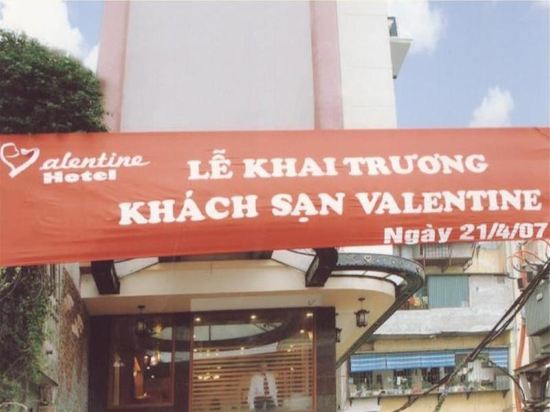 Valentine
Hotel
LỄ KHAI TRƯƠNG
KHÁCH SẠN VALENTINE
Ngày 21/4/07